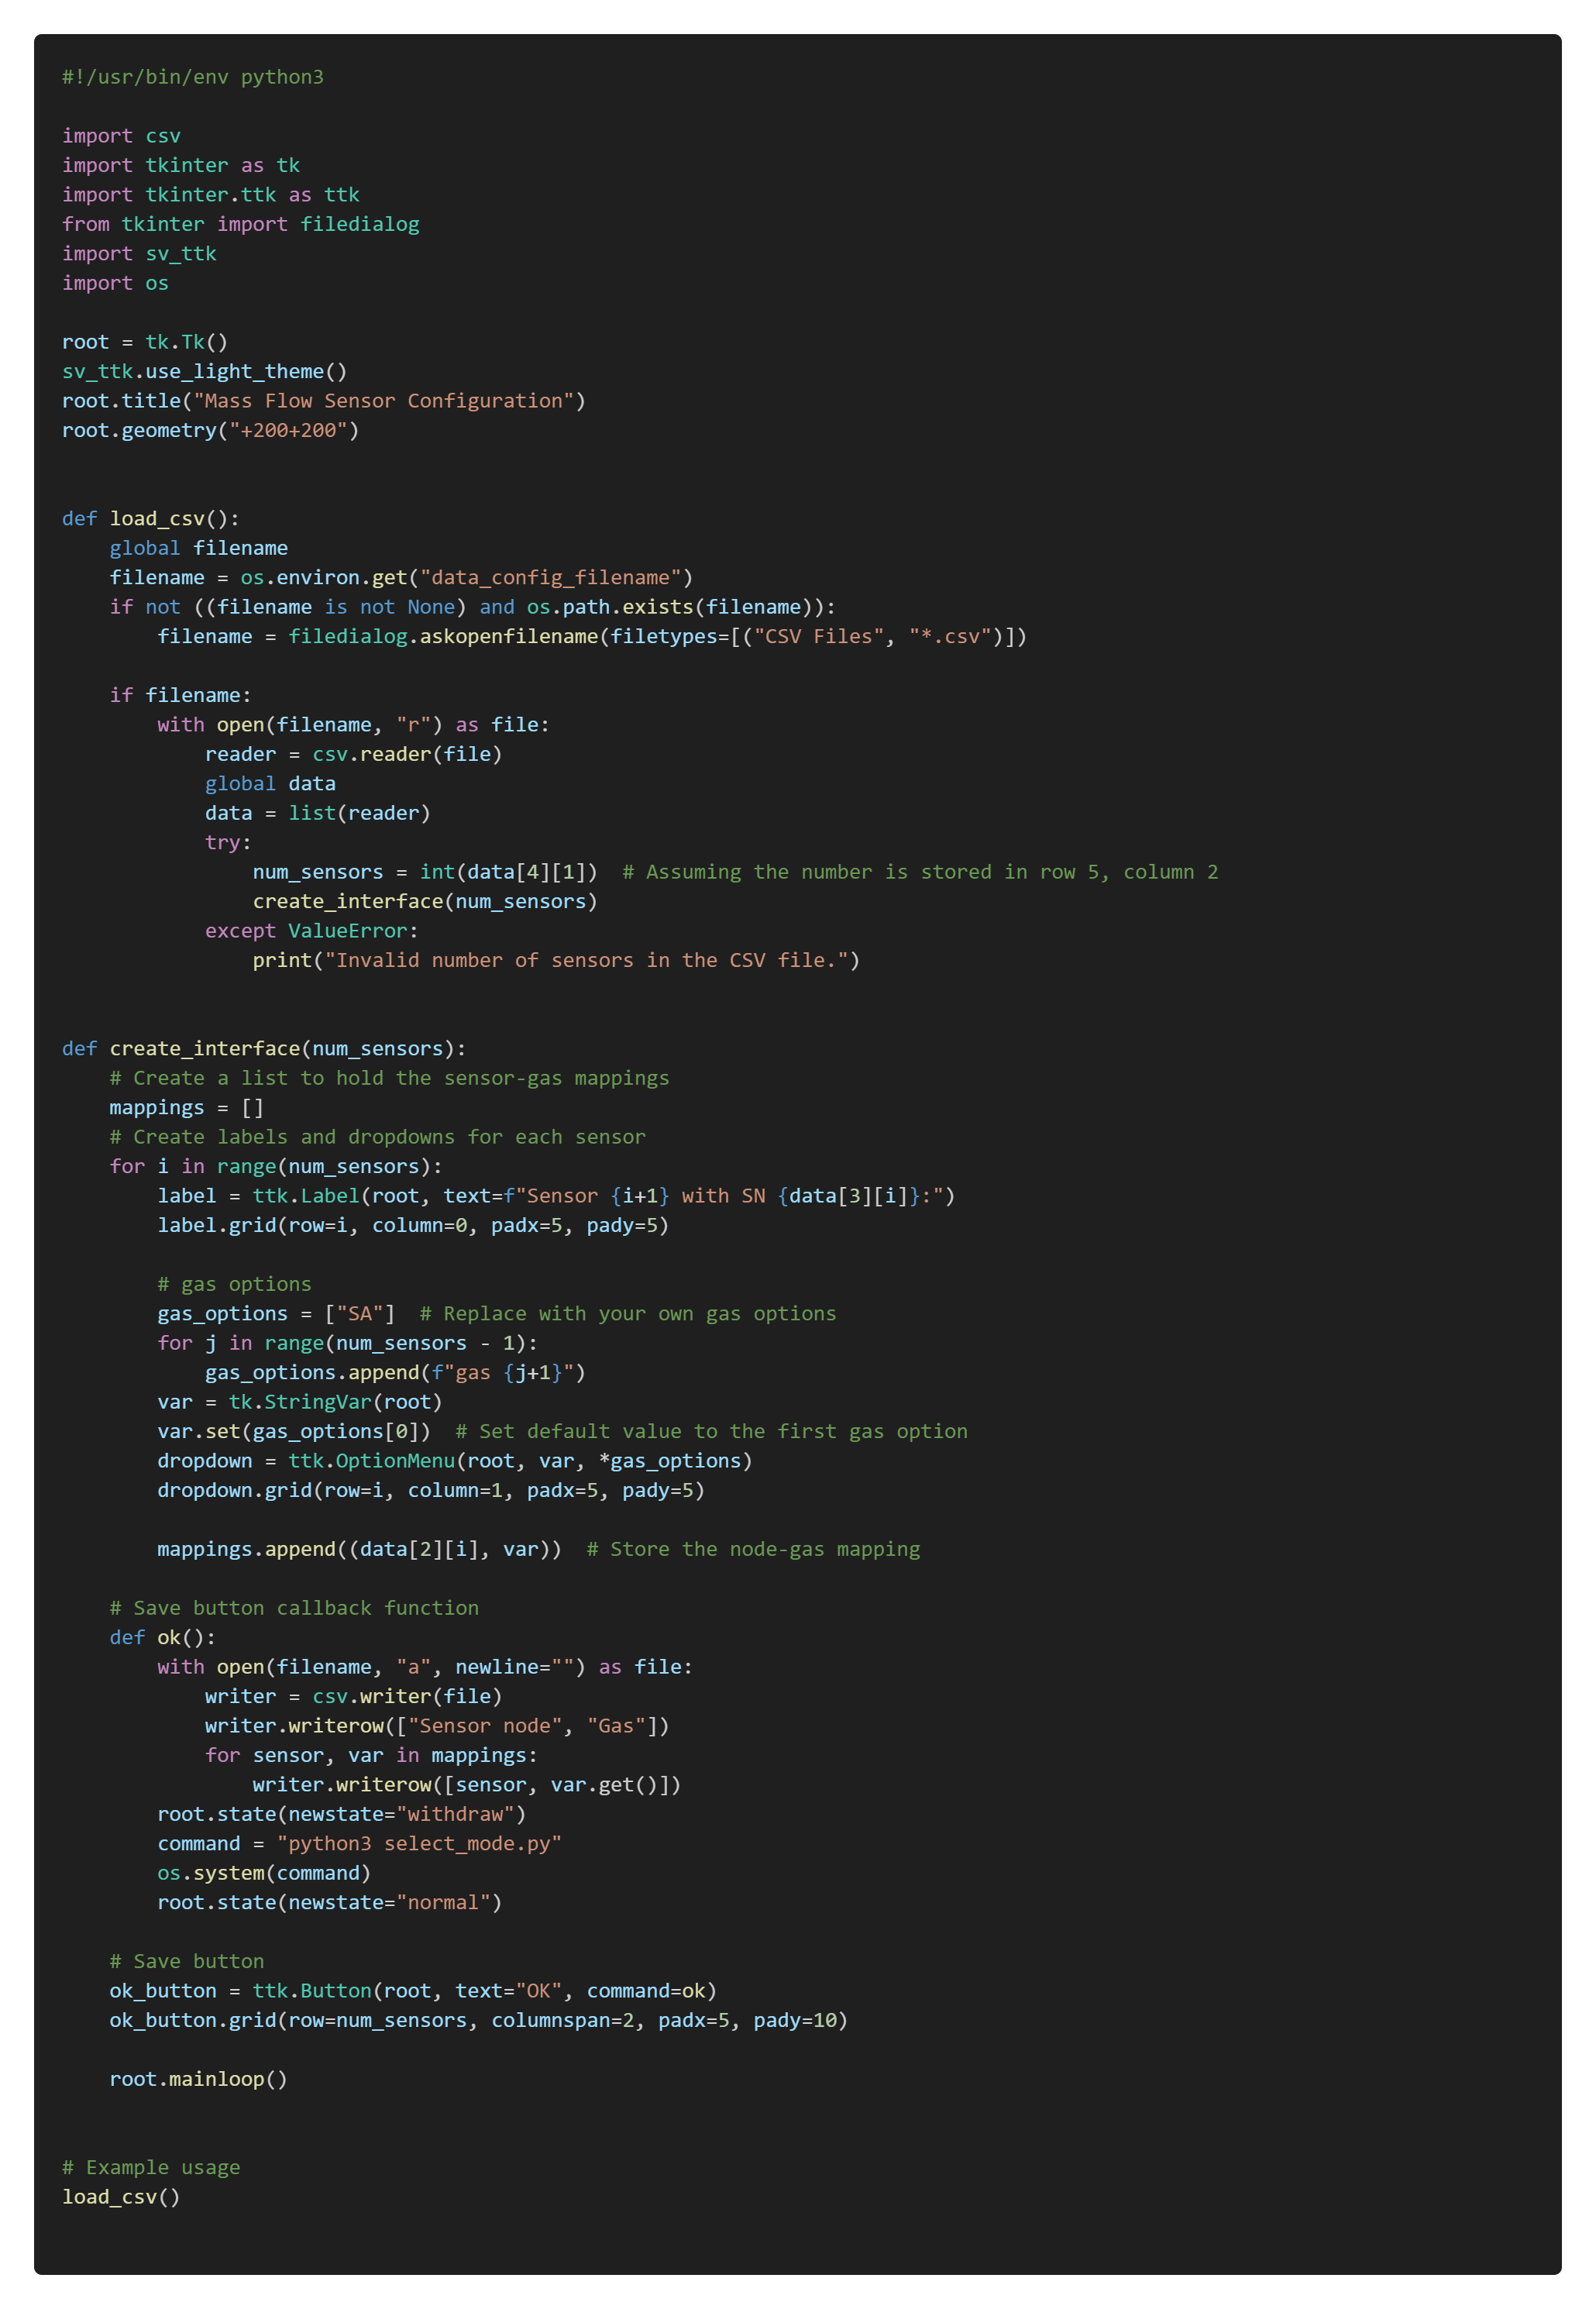 #!/usr/bin/env python3

import csv
import tkinter as tk
import tkinter.ttk as ttk
from tkinter import filedialog
import sv_ttk
import os

root = tk.Tk()
sv_ttk.use_light_theme()
root.title("Mass Flow Sensor Configuration")
root.geometry("+200+200")


def load_csv():
    global filename
    filename = os.environ.get("data_config_filename")
    if not ((filename is not None) and os.path.exists(filename)):
        filename = filedialog.askopenfilename(filetypes=[("CSV Files", "*.csv")])

    if filename:
        with open(filename, "r") as file:
            reader = csv.reader(file)
            global data
            data = list(reader)
            try:
                num_sensors = int(data[4][1])  # Assuming the number is stored in row 5, column 2
                create_interface(num_sensors)
            except ValueError:
                print("Invalid number of sensors in the CSV file.")


def create_interface(num_sensors):
    # Create a list to hold the sensor-gas mappings
    mappings = []
    # Create labels and dropdowns for each sensor
    for i in range(num_sensors):
        label = ttk.Label(root, text=f"Sensor {i+1} with SN {data[3][i]}:")
        label.grid(row=i, column=0, padx=5, pady=5)

        # gas options
        gas_options = ["SA"]  # Replace with your own gas options
        for j in range(num_sensors - 1):
            gas_options.append(f"gas {j+1}")
        var = tk.StringVar(root)
        var.set(gas_options[0])  # Set default value to the first gas option
        dropdown = ttk.OptionMenu(root, var, *gas_options)
        dropdown.grid(row=i, column=1, padx=5, pady=5)

        mappings.append((data[2][i], var))  # Store the node-gas mapping

    # Save button callback function
    def ok():
        with open(filename, "a", newline="") as file:
            writer = csv.writer(file)
            writer.writerow(["Sensor node", "Gas"])
            for sensor, var in mappings:
                writer.writerow([sensor, var.get()])
        root.state(newstate="withdraw")
        command = "python3 select_mode.py"
        os.system(command)
        root.state(newstate="normal")

    # Save button
    ok_button = ttk.Button(root, text="OK", command=ok)
    ok_button.grid(row=num_sensors, columnspan=2, padx=5, pady=10)

    root.mainloop()


# Example usage
load_csv()